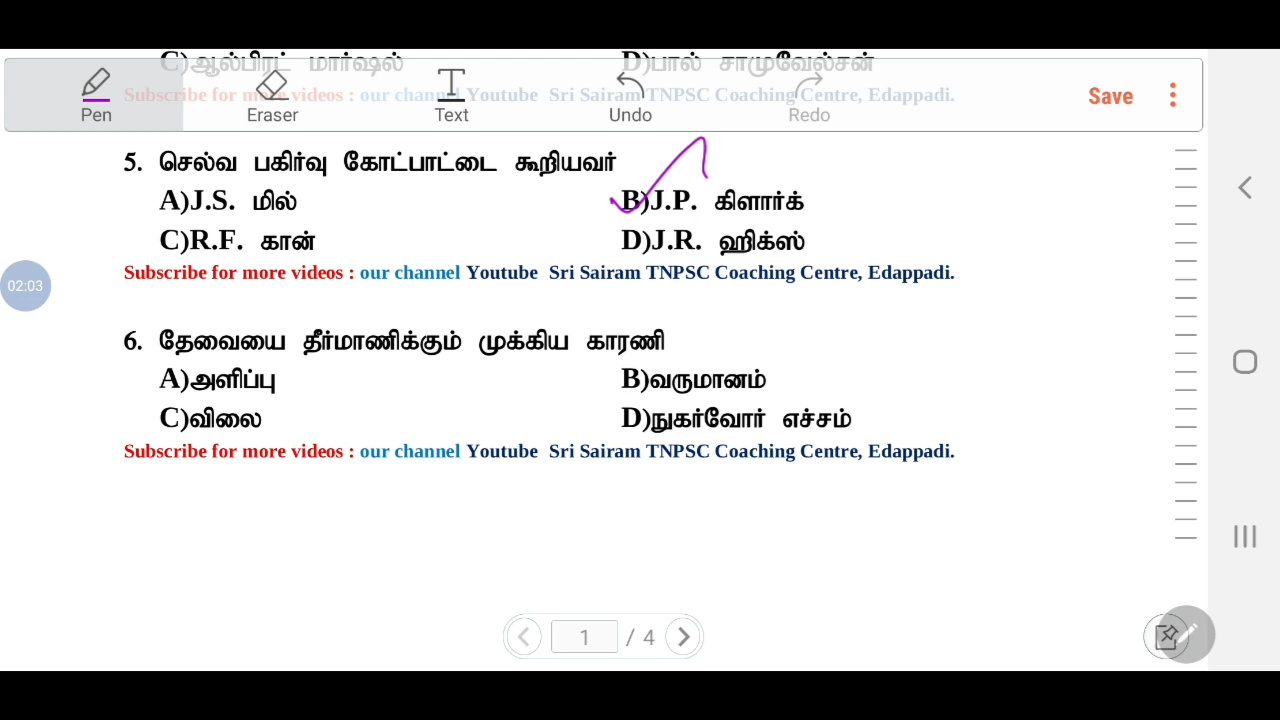 C)ஆல்பிரட் மார்ஷல் D)பால் சாமுவேல்சன்
Subscribe for more videos : our channel Youtube Sri Sairam TNPSC Coaching Centre, Edappadi.
Pen Eraser Text Undo Redo Save
5. செல்வ பகிர்வு கோட்பாட்டை கூறியவர்
A)J.S. மில் B)J.P. கிளார்க்
C)R.F. கான் D)J.R. ஹிக்ஸ்
Subscribe for more videos : our channel Youtube Sri Sairam TNPSC Coaching Centre, Edappadi.
02:03
6. தேவையை தீர்மாணிக்கும் முக்கிய காரணி
A)அளிப்பு B)வருமானம்
C)விலை D)நுகர்வோர் எச்சம்
Subscribe for more videos : our channel Youtube Sri Sairam TNPSC Coaching Centre, Edappadi.
1 / 4